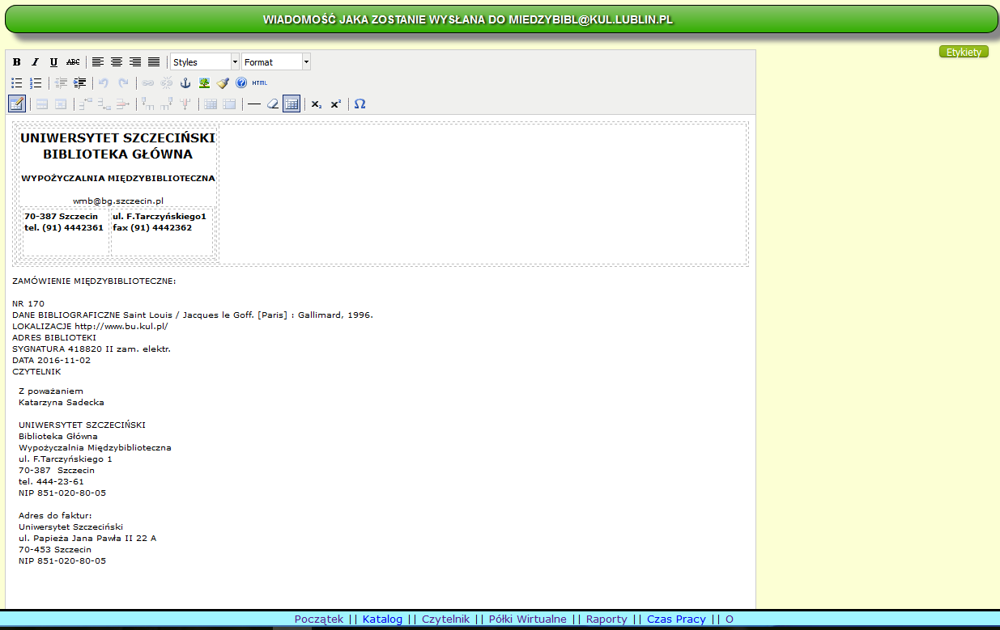 WIADOMOŚĆ JAKA ZOSTANIE WYSŁANA DO MIEDZYBIBL@KUL.LUBLIN.PL
Etykiety
B I U ABC Styles Format
HTML
UNIWERSYTET SZCZECIŃSKI
BIBLIOTEKA GŁÓWNA
WYPOŻYCZALNIA MIĘDZYBIBLIOTECZNA
wmb@bg.szczecin.pl
70-387 Szczecin ul. F.Tarczyńskiego1
tel. (91) 4442361 fax (91) 4442362
ZAMÓWIENIE MIĘDZYBIBLIOTECZNE:
NR 170
DANE BIBLIOGRAFICZNE Saint Louis / Jacques le Goff. [Paris] : Gallimard, 1996.
LOKALIZACJE http://www.bu.kul.pl/
ADRES BIBLIOTEKI
SYGNATURA 418820 II zam. elektr.
DATA 2016-11-02
CZYTELNIK
Z poważaniem
Katarzyna Sadecka
UNIWERSYTET SZCZECIŃSKI
Biblioteka Główna
Wypożyczalnia Międzybiblioteczna
ul. F.Tarczyńskiego 1
70-387 Szczecin
tel. 444-23-61
NIP 851-020-80-05
Adres do faktur:
Uniwersytet Szczeciński
ul. Papieża Jana Pawła II 22 A
70-453 Szczecin
NIP 851-020-80-05
Początek || Katalog || Czytelnik || Półki Wirtualne || Raporty || Czas Pracy || O